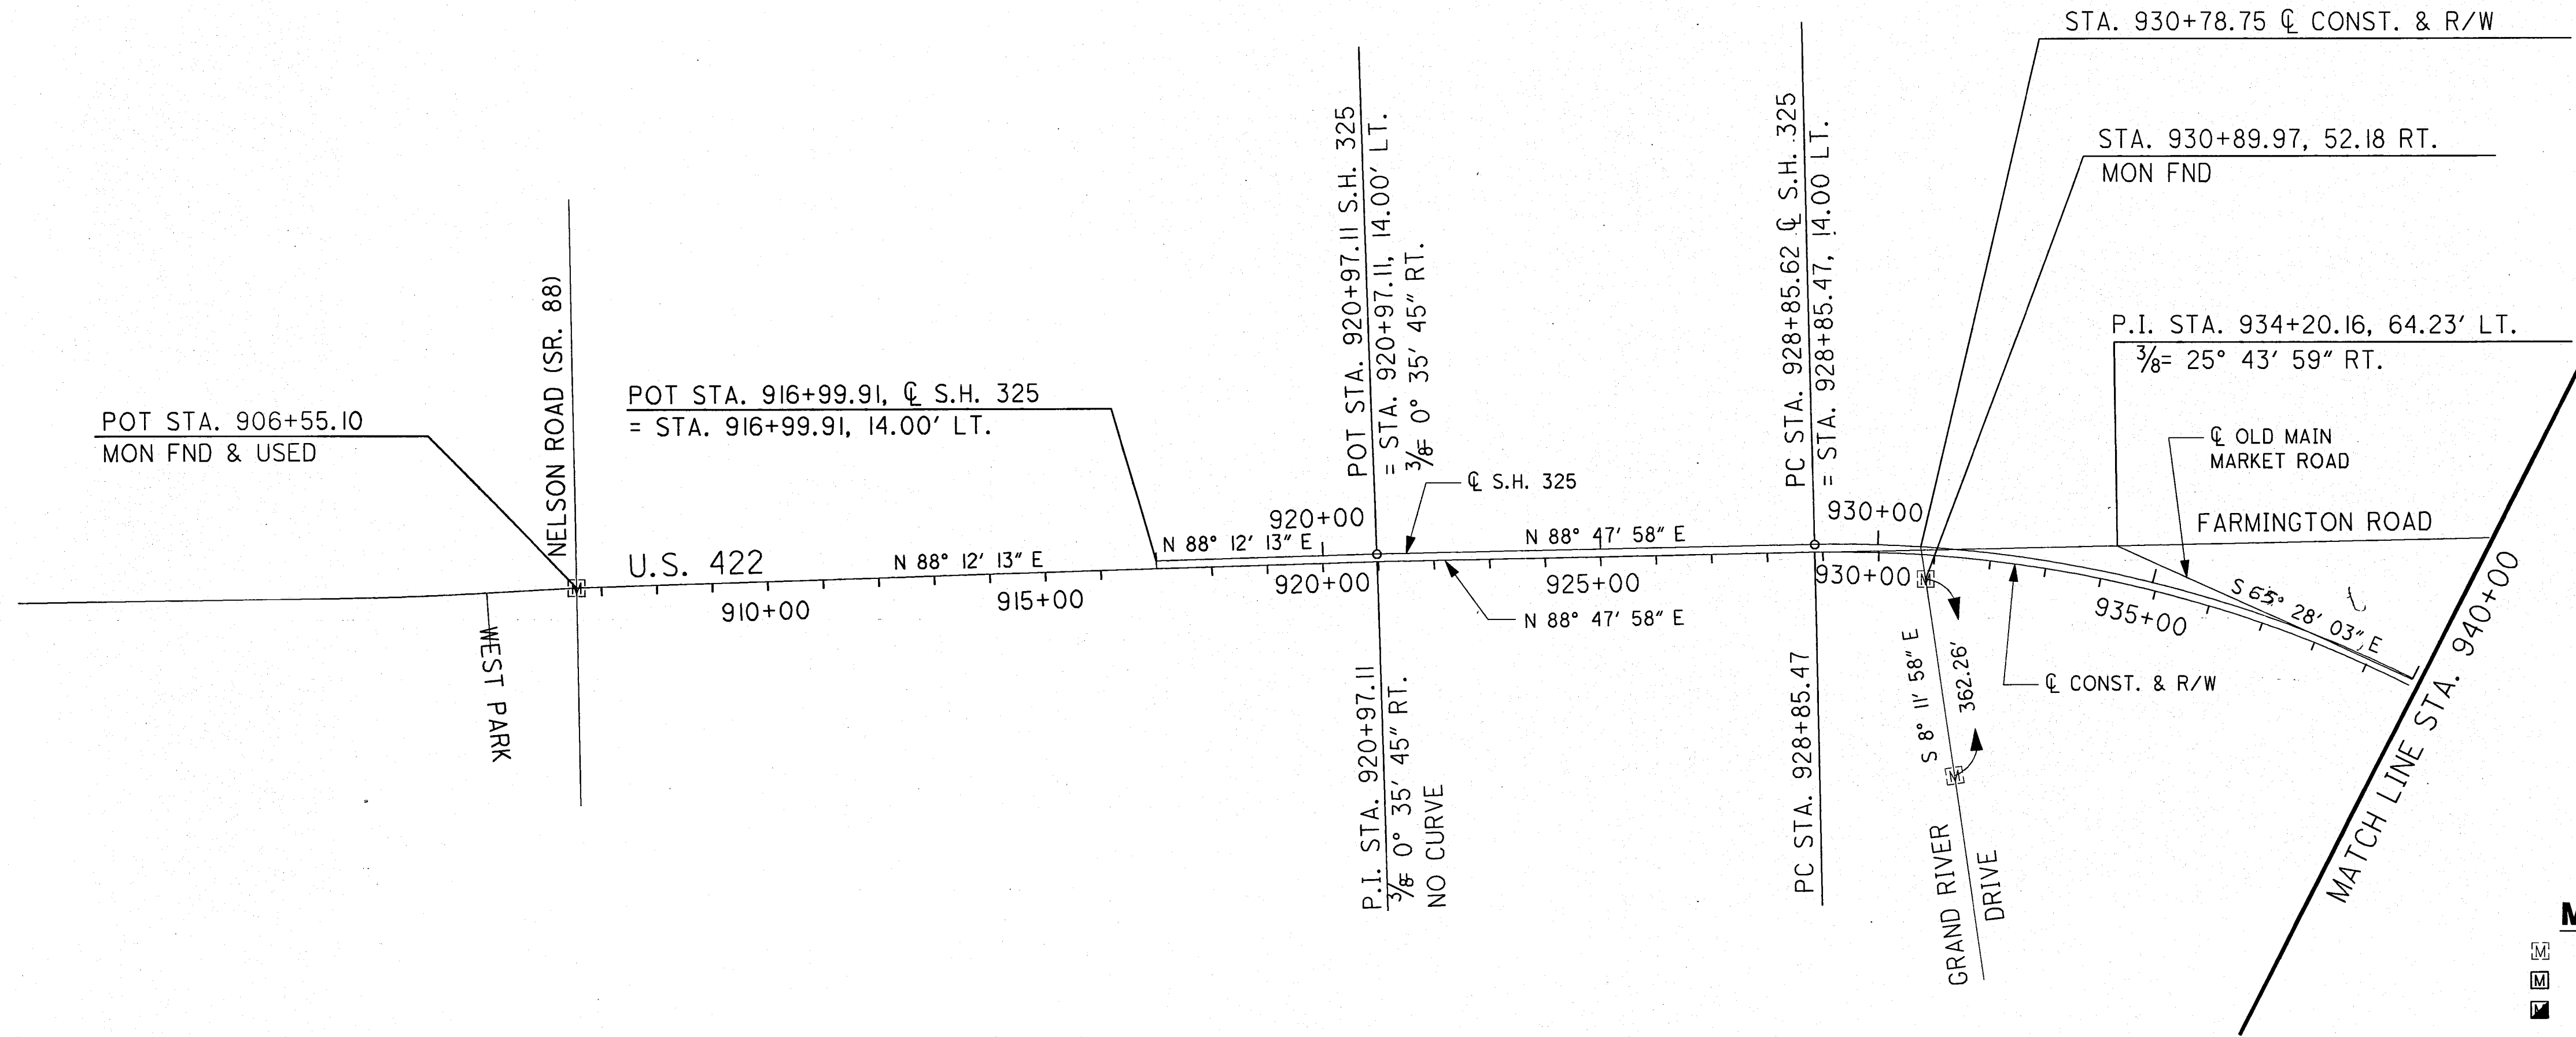 STA. 930+78.75 ℄ CONST. & R/W
STA. 930+89.97, 52.18 RT.
MON FND
P.I. STA. 934+20.16, 64.23' LT.
3/8= 25° 43' 59" RT.
℄ OLD MAIN
MARKET ROAD
FARMINGTON ROAD
POT STA. 906+55.10
MON FND & USED
NELSON ROAD (SR. 88)
POT STA. 916+99.91, ℄ S.H. 325
= STA. 916+99.91, 14.00' LT.
POT STA. 920+97.11 S.H. 325
= STA. 920+97.11, 14.00' LT.
3/8= 0° 35' 45" RT.
PC STA. 928+85.62 ℄ S.H. 325
= STA. 928+85.47, 14.00 LT.
℄ S.H. 325
U.S. 422
N 88° 12' 13" E
N 88° 12' 13" E
920+00
N 88° 47' 58" E
930+00
910+00
915+00
920+00
925+00
930+00
935+00
N 88° 47' 58" E
S 65° 28' 03" E
WEST PARK
P.I. STA. 920+97.11
3/8= 0° 35' 45" RT.
NO CURVE
PC STA. 928+85.47
S 8° 11' 58" E
362.26'
℄ CONST. & R/W
GRAND RIVER
DRIVE
MATCH LINE STA. 940+00
M
M
M
M
M
M
M